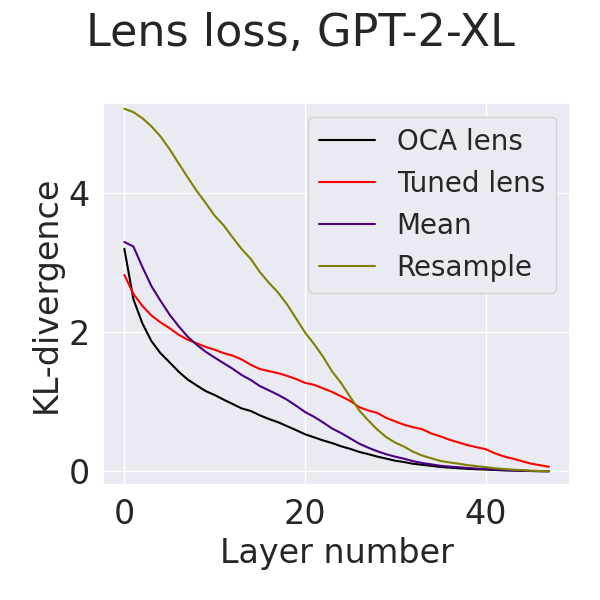 Lens loss, GPT-2-XL
OCA lens
Tuned lens
Mean
Resample
KL-divergence
4
2
0
0 20 40
Layer number